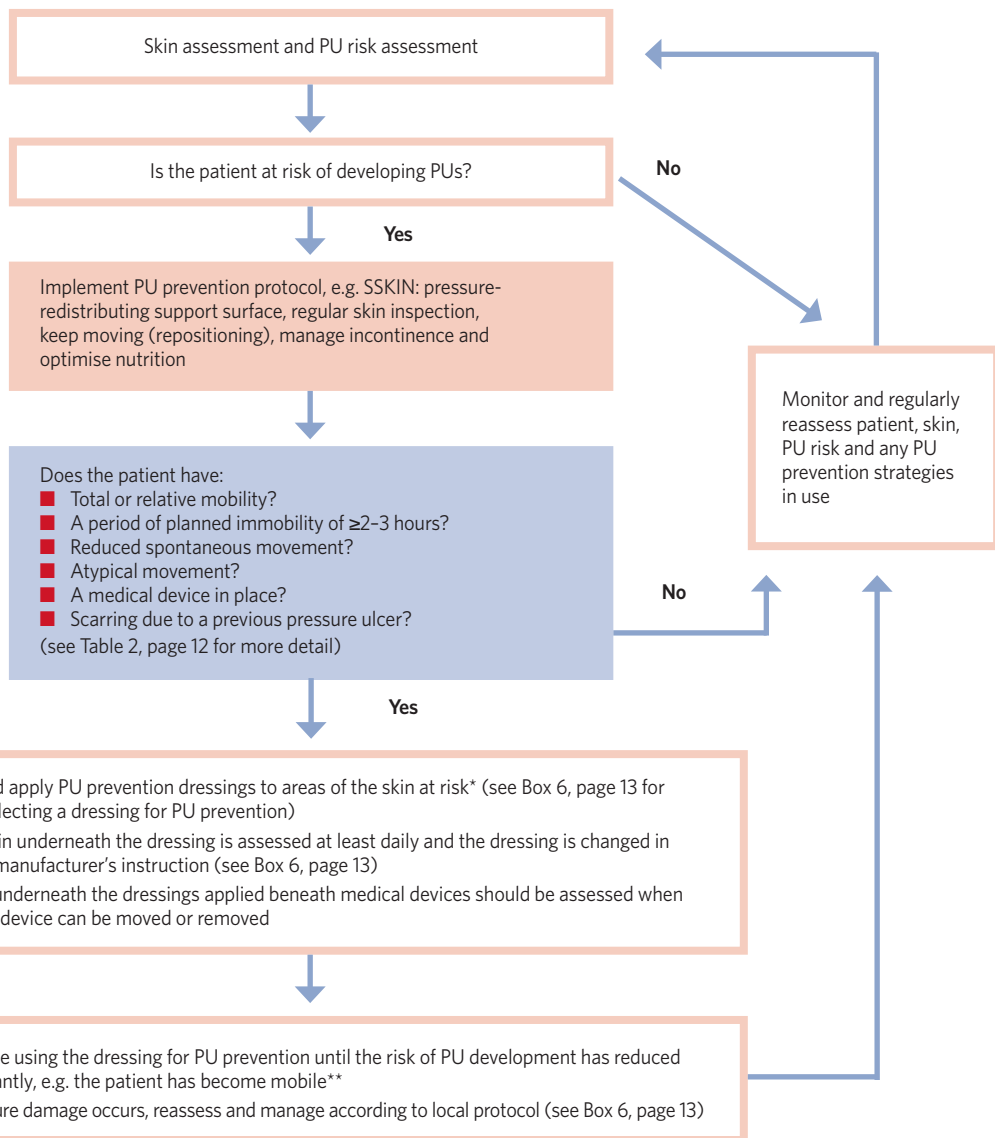 Skin assessment and PU risk assessment
Is the patient at risk of developing PUs?
No
Yes
Implement PU prevention protocol, e.g. SSKIN: pressure-
redistributing support surface, regular skin inspection,
keep moving (repositioning), manage incontinence and
optimise nutrition
Monitor and regularly
reassess patient, skin,
PU risk and any PU
prevention strategies
in use
Does the patient have:
■ Total or relative mobility?
■ A period of planned immobility of ≥2–3 hours?
■ Reduced spontaneous movement?
■ Atypical movement?
■ A medical device in place?
■ Scarring due to a previous pressure ulcer?
(see Table 2, page 12 for more detail)
No
Yes
apply PU prevention dressings to areas of the skin at risk* (see Box 6, page 13 for
a dressing for PU prevention)
underneath the dressing is assessed at least daily and the dressing is changed in
manufacturer's instruction (see Box 6, page 13)
underneath the dressings applied beneath medical devices should be assessed when
device can be moved or removed
using the dressing for PU prevention until the risk of PU development has reduced
e.g. the patient has become mobile**
damage occurs, reassess and manage according to local protocol (see Box 6, page 13)